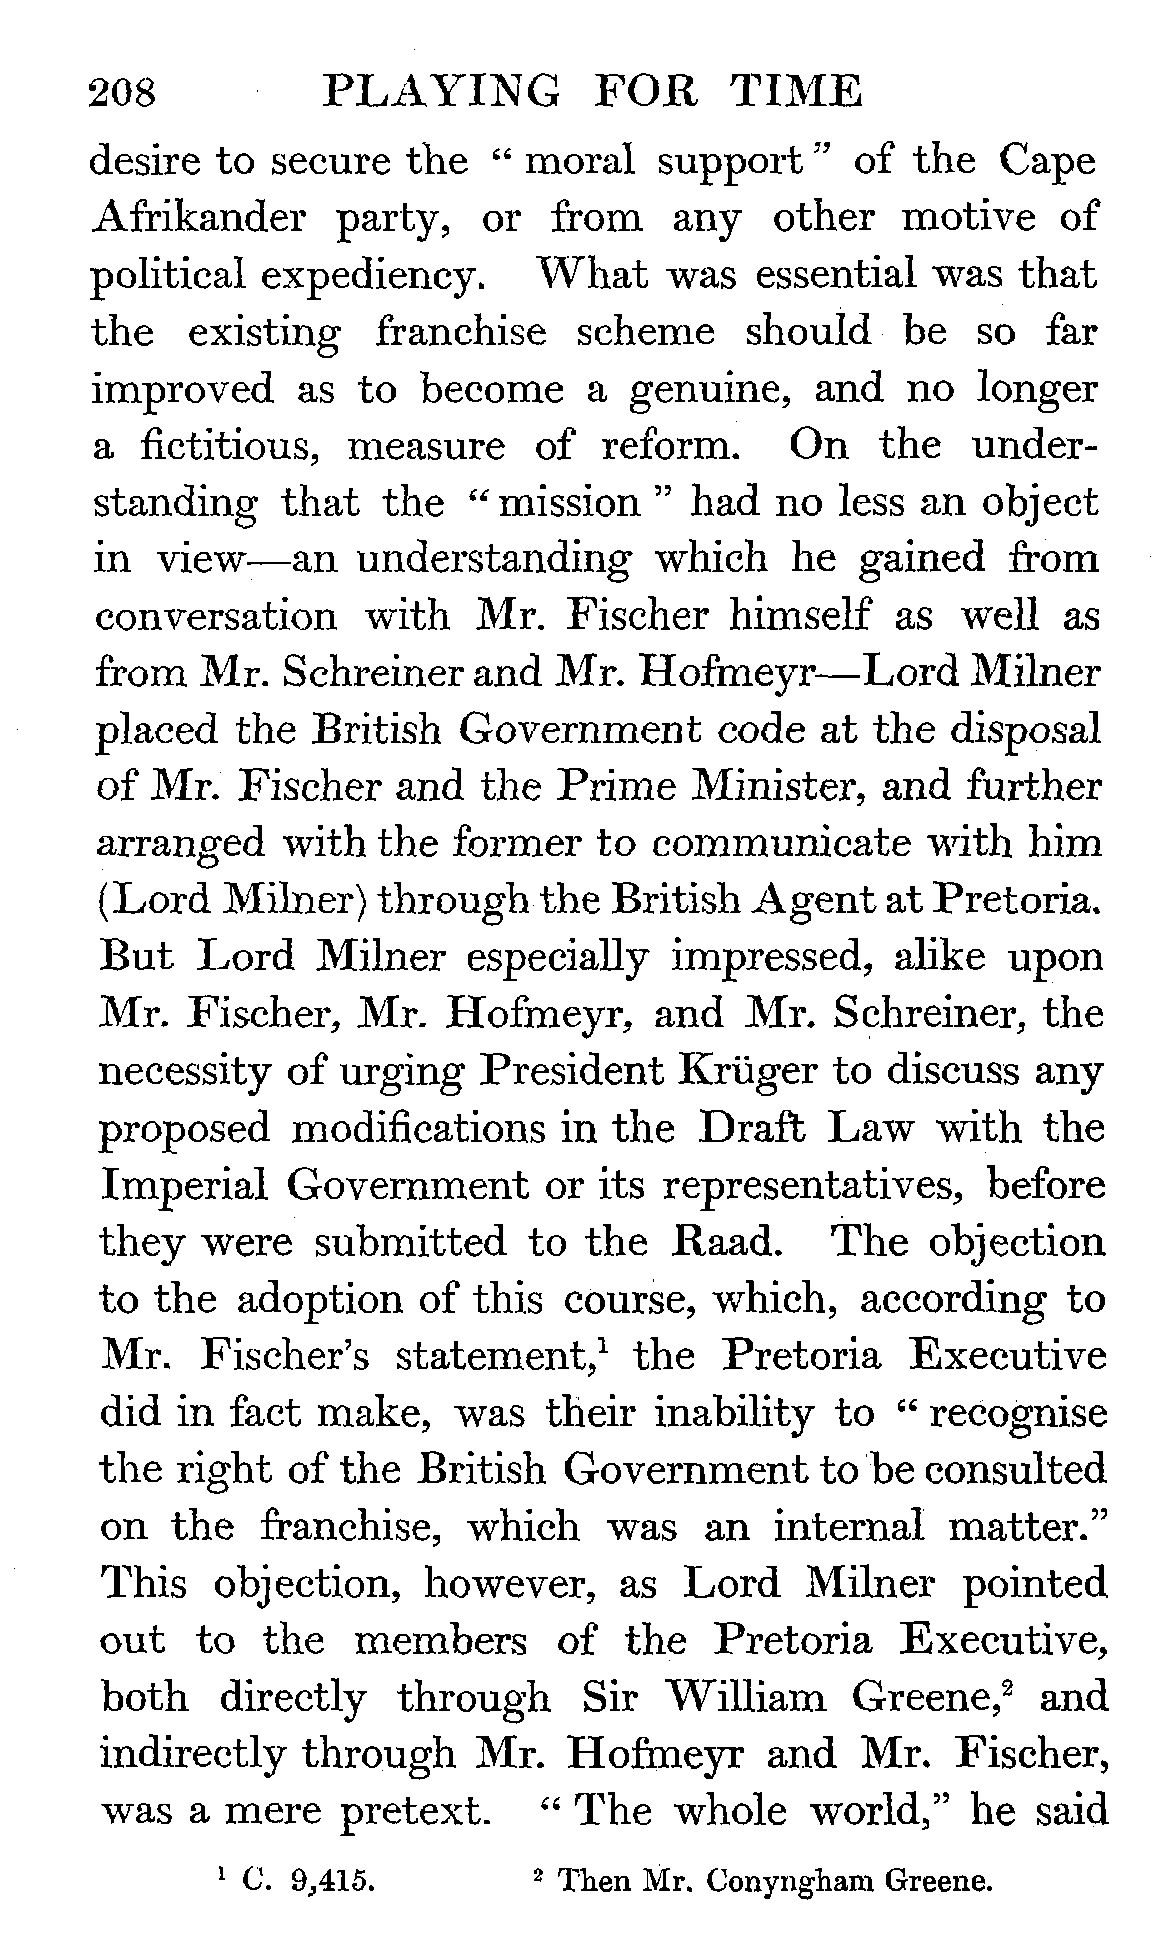 208 PLAYING FOR TIME
desire to secure the “ moral support ” of the Cape
Afrikander party, or from any other motive of
political expediency. What was essential was that
the existing franchise scheme should be so far
improved as to become a genuine, and no longer
a fictitious, measure of reform. On the under-
standing that the “ mission ” had no less an object
in view—an understanding which he gained from
conversation with Mr. Fischer himself as well as
from Mr. Schreiner and Mr. Hofmeyr—Lord Milner
placed the British Government code at the disposal
of Mr. Fischer and the Prime Minister, and further
arranged with the former to communicate with him
(Lord Milner) through the British Agent at Pretoria.
But Lord Milner especially impressed, alike upon
Mr. Fischer, Mr. Hofmeyr, and Mr. Schreiner, the
necessity of urging President Krüger to discuss any
proposed modifications in the Draft Law with the
Imperial Government or its representatives, before
they were submitted to the Raad. The objection
to the adoption of this course, which, according to
Mr. Fischer’s statement,¹ the Pretoria Executive
did in fact make, was their inability to “ recognise
the right of the British Government to be consulted
on the franchise, which was an internal matter.”
This objection, however, as Lord Milner pointed
out to the members of the Pretoria Executive,
both directly through Sir William Greene,² and
indirectly through Mr. Hofmeyr and Mr. Fischer,
was a mere pretext. “ The whole world,” he said
¹ C. 9,415. ² Then Mr. Conyngham Greene.